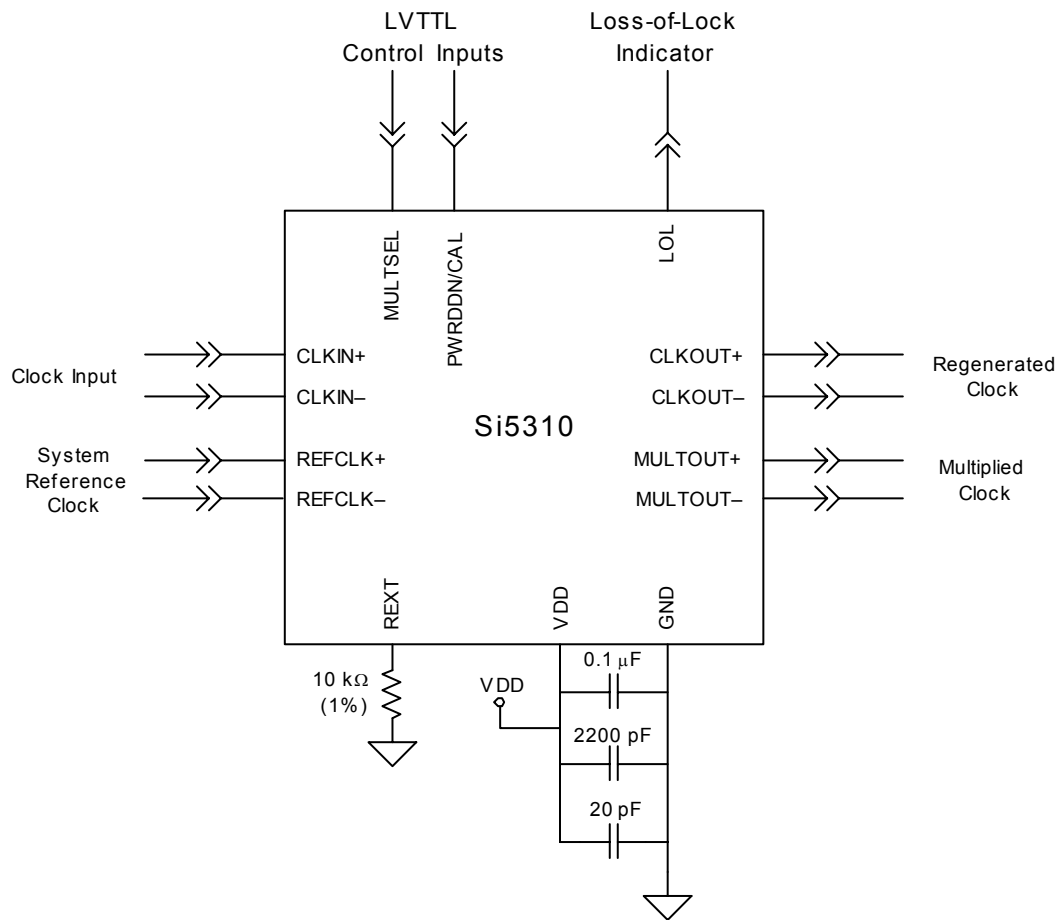 LVTTL
Control Inputs
Loss-of-Lock
Indicator
MULTSEL
PWRDDN/CAL
LOL
CLKIN+
CLKIN–
Clock Input
REFCLK+
REFCLK–
System
Reference
Clock
Si5310
CLKOUT+
CLKOUT–
Regenerated
Clock
MULTOUT+
MULTOUT–
Multiplied
Clock
REXT
VDD
GND
10 kΩ
(1%)
VDD
0.1 μF
2200 pF
20 pF